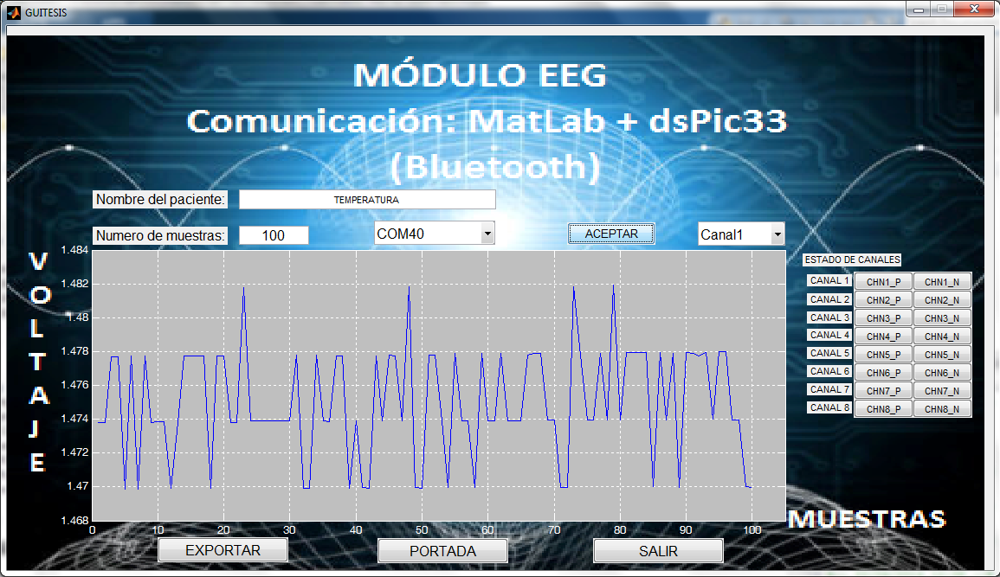 GUITESIS
MÓDULO EEG
Comunicación: MatLab + dsPic33
(Bluetooth)
Nombre del paciente: TEMPERATURA
Numero de muestras: 100 COM40 ACEPTAR Canal1
VOLTAJE
1.484
1.482
1.48
1.478
1.476
1.474
1.472
1.47
1.468
0 10 20 30 40 50 60 70 80 90 100
MUESTRAS
ESTADO DE CANALES
CANAL 1 CHN1_P CHN1_N
CANAL 2 CHN2_P CHN2_N
CANAL 3 CHN3_P CHN3_N
CANAL 4 CHN4_P CHN4_N
CANAL 5 CHN5_P CHN5_N
CANAL 6 CHN6_P CHN6_N
CANAL 7 CHN7_P CHN7_N
CANAL 8 CHN8_P CHN8_N
EXPORTAR PORTADA SALIR